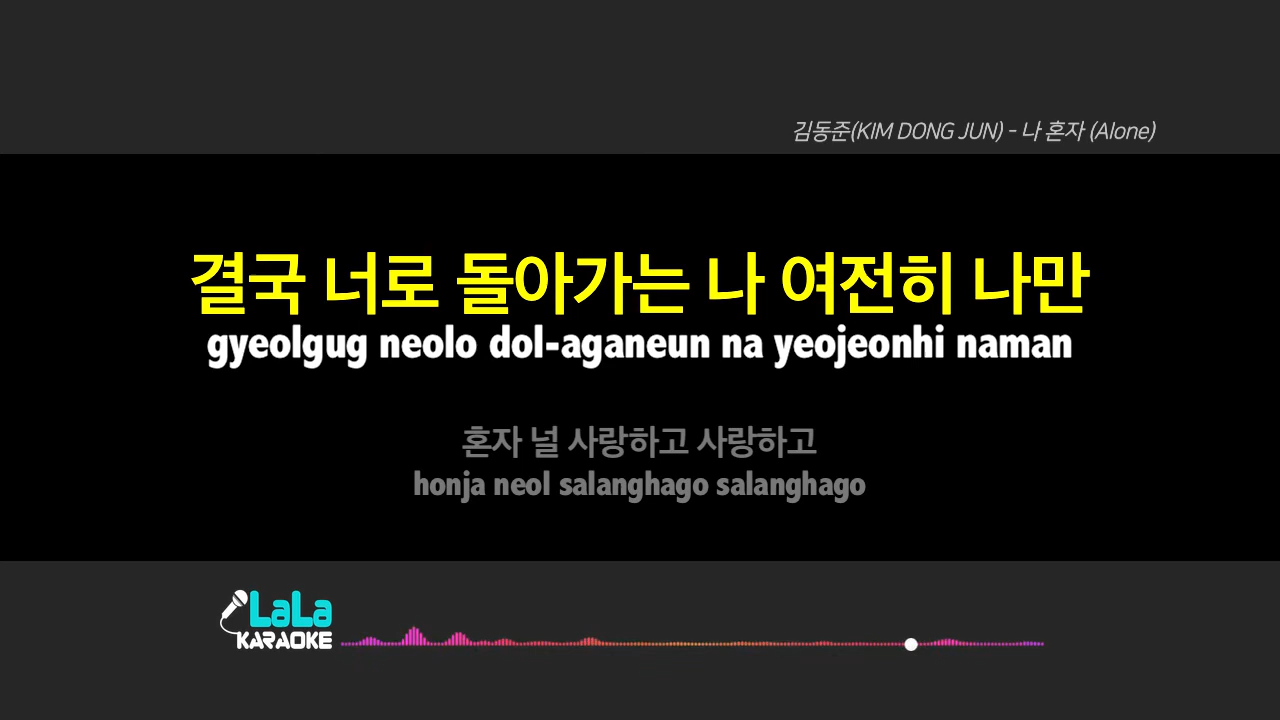 김동준(KIM DONG JUN) - 나 혼자 (Alone)
결국 너로 돌아가는 나 여전히 나만
gyeolgug neolo dol-aganeun na yeojeonhi naman
혼자 널 사랑하고 사랑하고
honja neol salanghago salanghago
LaLa
KARAOKE